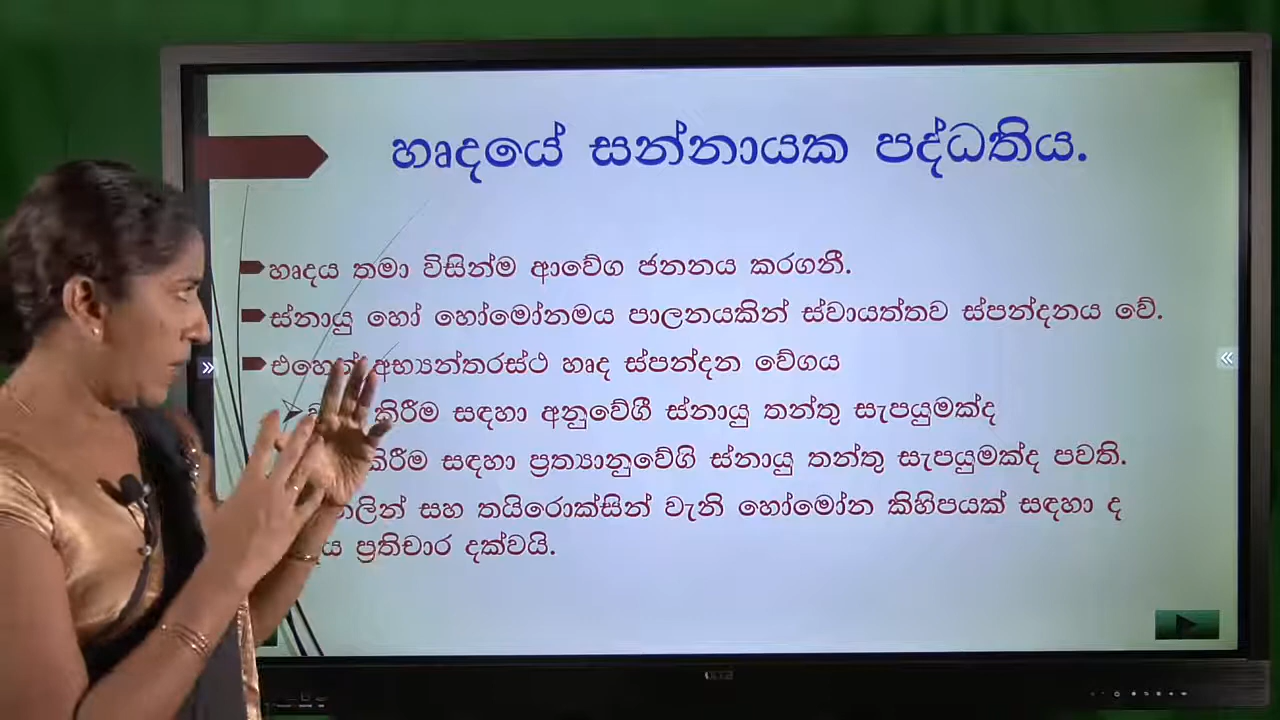 හෘදයේ සන්නායක පද්ධතිය.
හෘදය තමා විසින්ම ආවේග ජනනය කරගනී.
ස්නායු හෝ හෝමෝනමය පාලනයකින් ස්වායත්තව ස්පන්දනය වේ.
අභ්‍යන්තරස්ථ හෘද ස්පන්දන වේගය
කිරීම සඳහා අනුවේගී ස්නායු තන්තු සැපයුමක්ද
කිරීම සඳහා ප්‍රත්‍යානුවේගි ස්නායු තන්තු සැපයුමක්ද පවතී.
සහ තයිරොක්සින් වැනි හෝමෝන කිහිපයක් සඳහා ද
ප්‍රතිචාර දක්වයි.